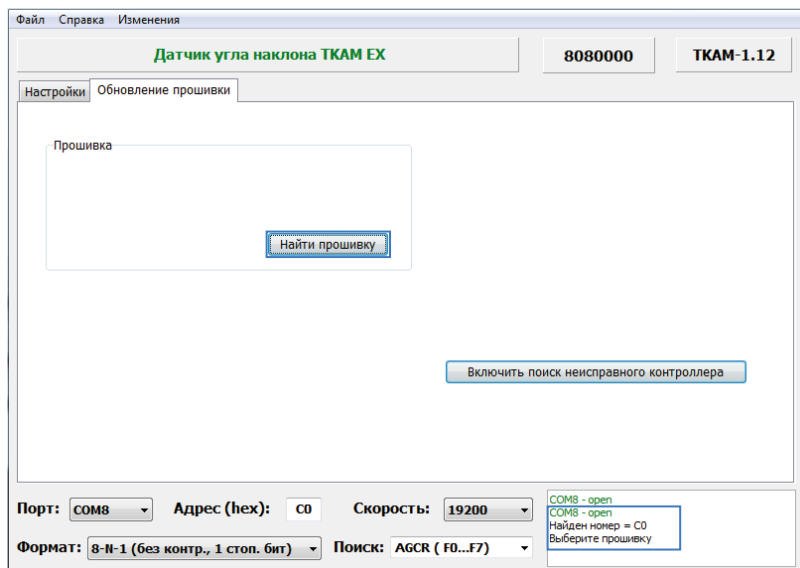 Файл Справка Изменения
Датчик угла наклона TKAM EX 8080000 TKAM-1.12
Настройки Обновление прошивки
Прошивка
Найти прошивку
Включить поиск неисправного контроллера
Порт: COM8 Адрес (hex): C0 Скорость: 19200
Формат: 8-N-1 (без контр., 1 стоп. бит) Поиск: AGCR ( F0...F7)
COM8 - open
COM8 - open
Найден номер = C0
Выберите прошивку